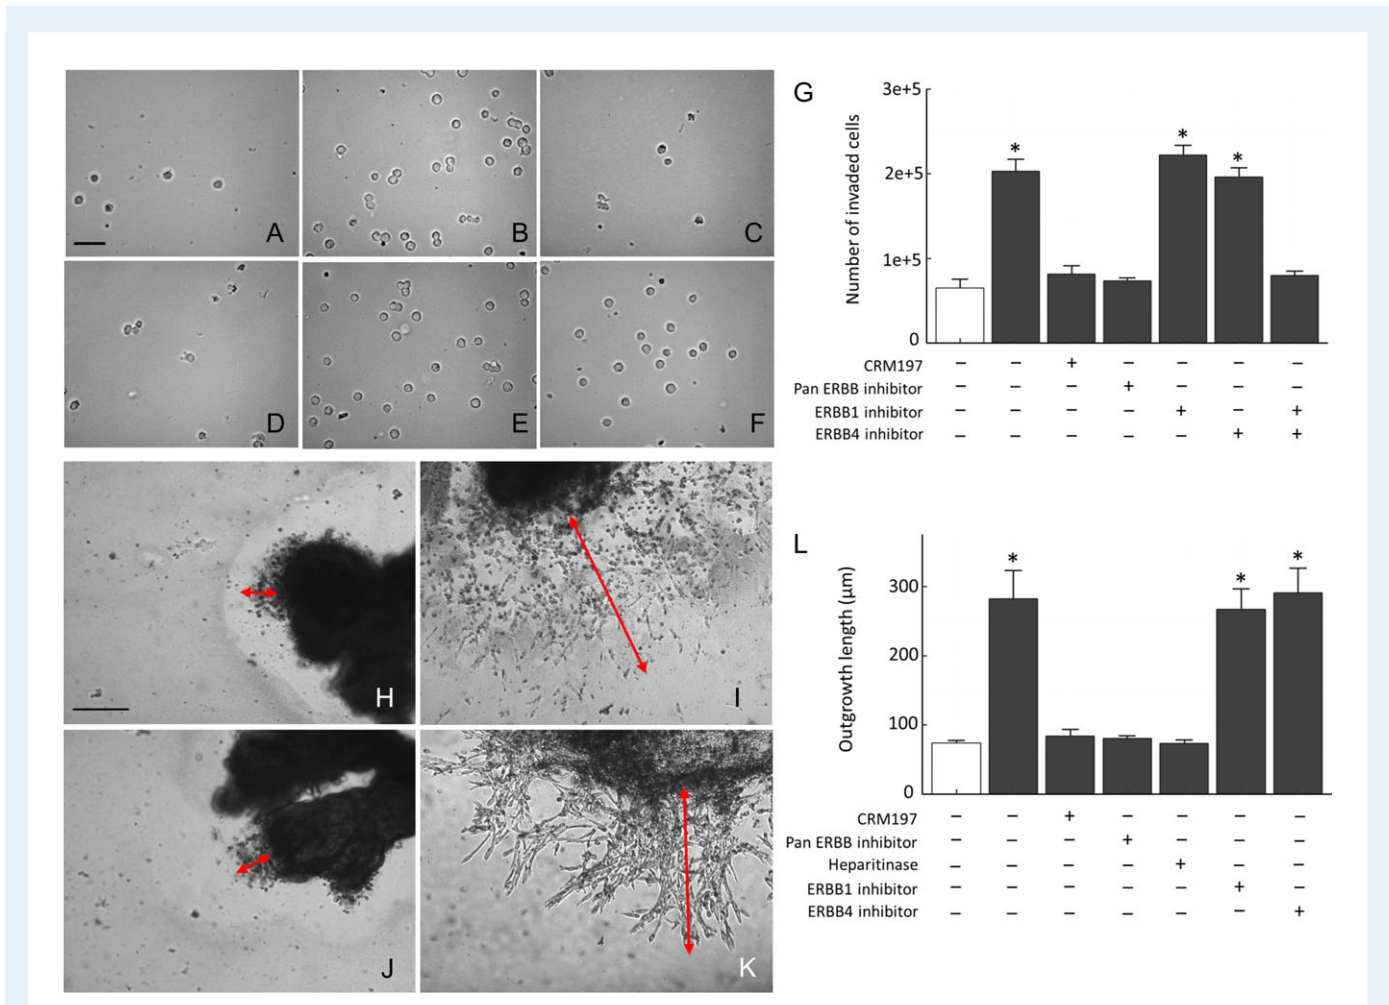 A
B
C
D
E
F
G
Number of invaded cells
3e+5
2e+5
1e+5
0
*
*
*
CRM197 – – + – – – –
Pan ERBB inhibitor – – – + – – –
ERBB1 inhibitor – – – – + – +
ERBB4 inhibitor – – – – – + +
H
I
J
K
L
Outgrowth length (μm)
300
200
100
0
*
*
*
CRM197 – – + – – – –
Pan ERBB inhibitor – – – + – – –
Heparitinase – – – – + – –
ERBB1 inhibitor – – – – – + –
ERBB4 inhibitor – – – – – – +